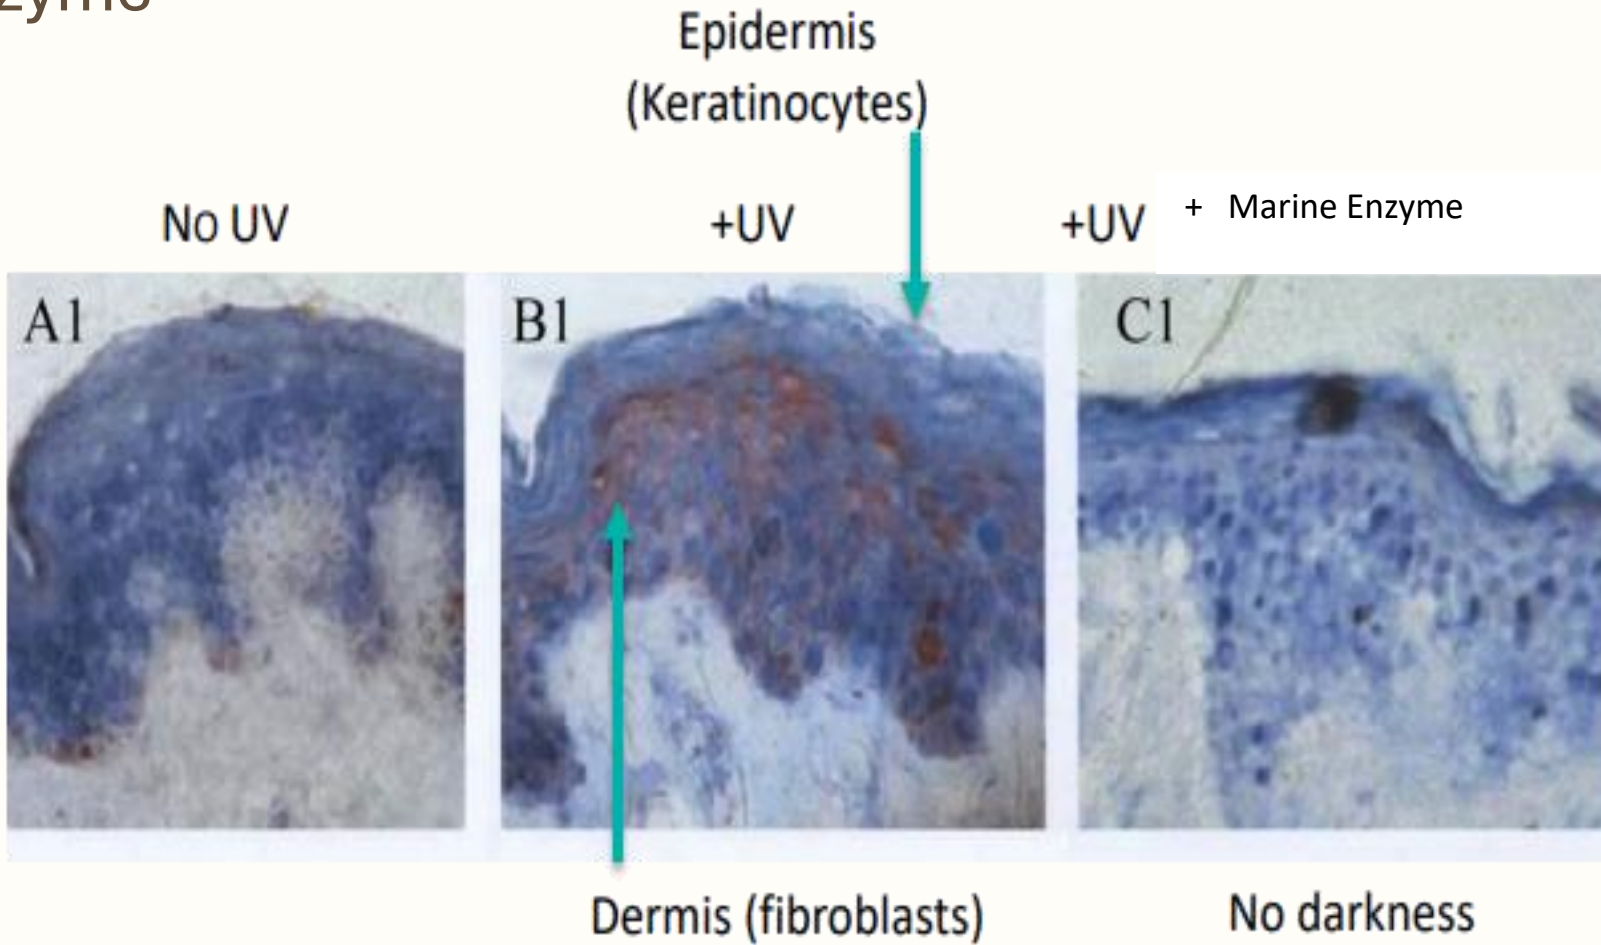 Epidermis
(Keratinocytes)
No UV
+UV
+UV + Marine Enzyme
A1
B1
C1
Dermis (fibroblasts)
No darkness